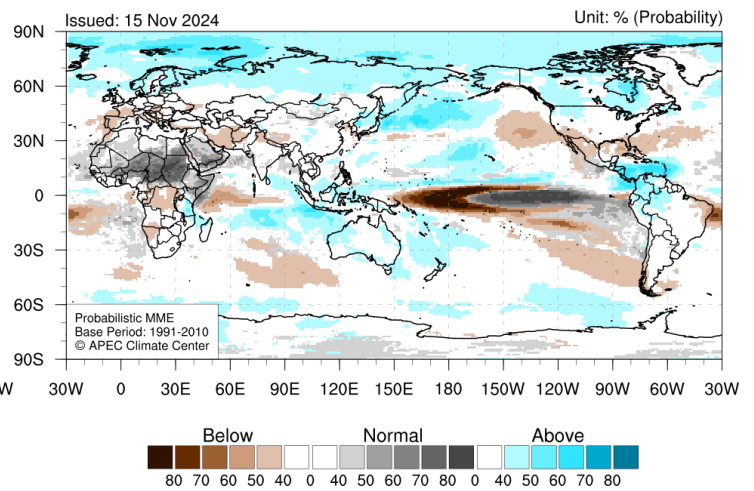 Issued: 15 Nov 2024
Unit: % (Probability)
90N
60N
30N
0
30S
60S
90S
Probabilistic MME
Base Period: 1991-2010
© APEC Climate Center
W 30W 0 30E 60E 90E 120E 150E 180 150W 120W 90W 60W 30W
Below Normal Above
80 70 60 50 40 0 40 50 60 70 80 0 40 50 60 70 80